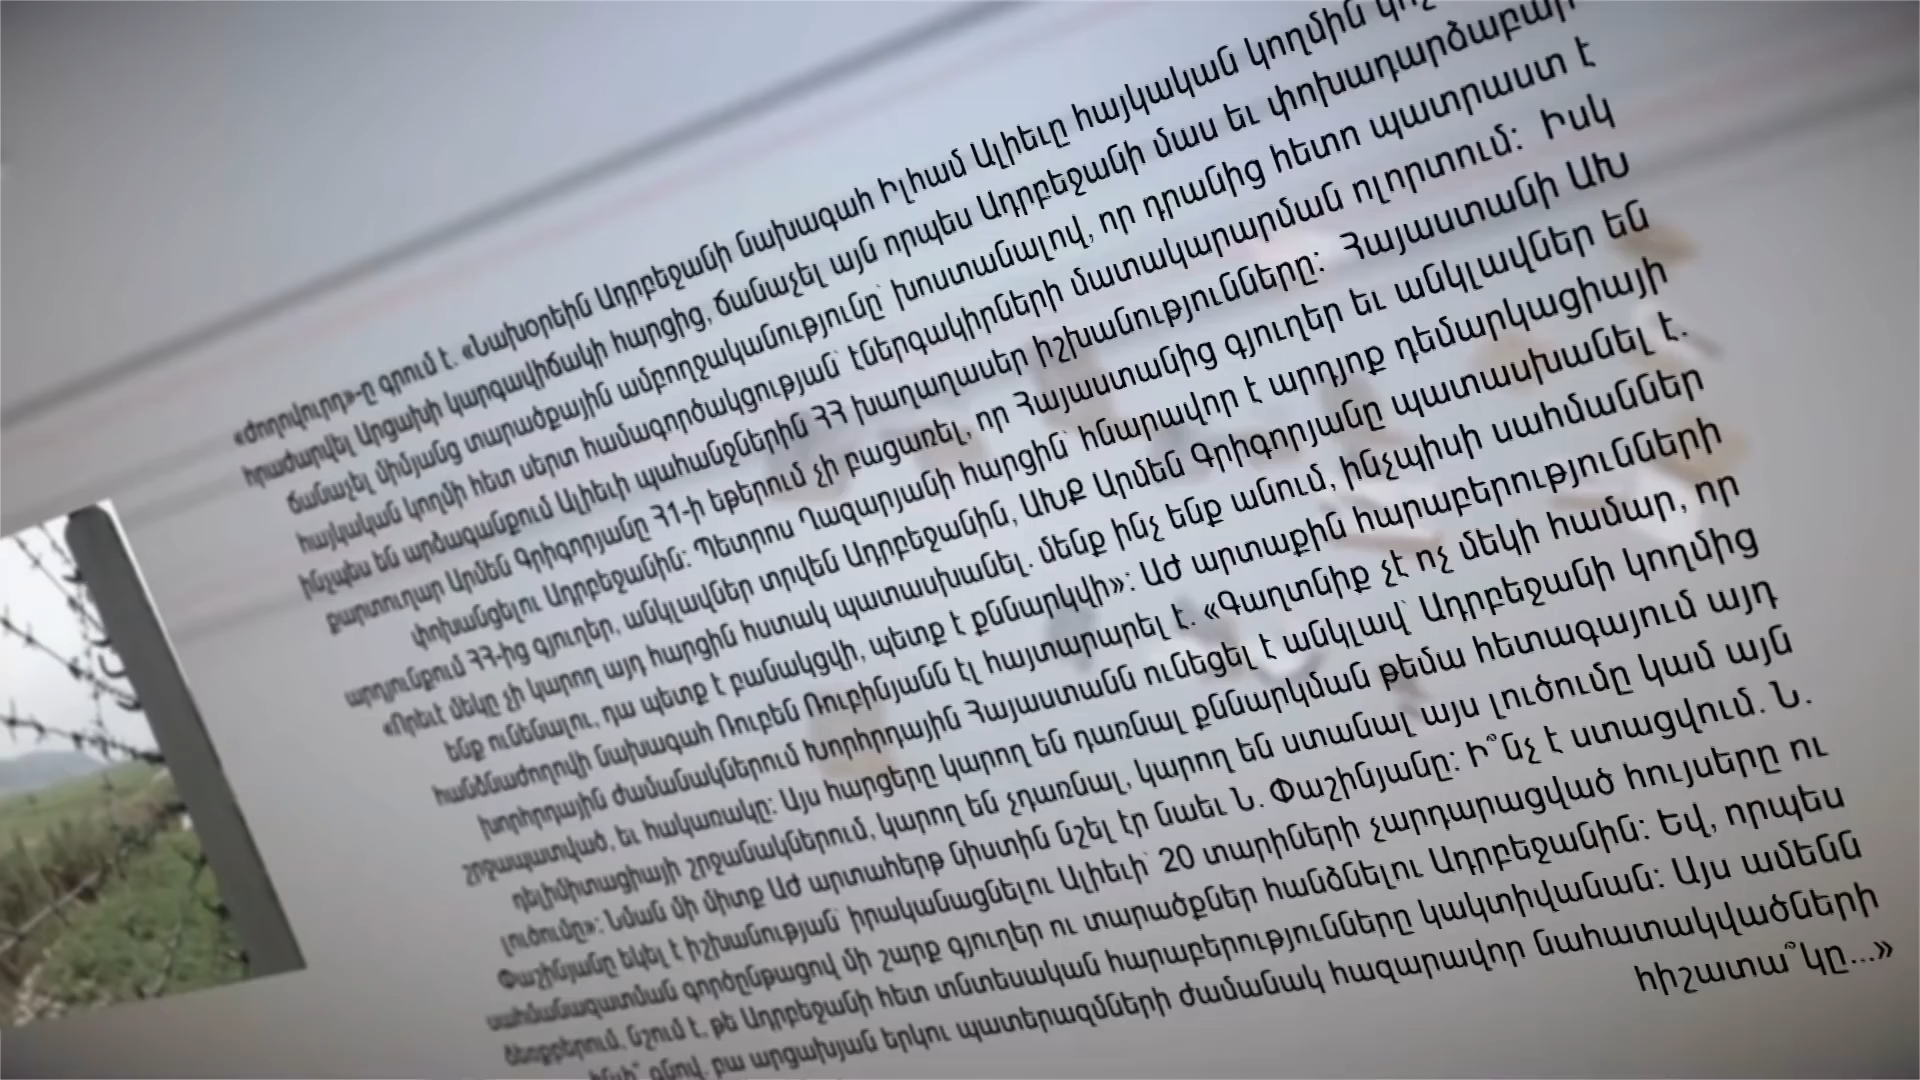 «Ժողովուրդ»-ը գրում է. «Նախօրեին Ադրբեջանի նախագահ Իլհամ Ալիեւը հայկական կողմին
հրաժարվել Արցախի կարգավիճակի հարցից, ճանաչել այն որպես Ադրբեջանի մաս եւ փոխադարձաբար
ճանաչել միմյանց տարածքային ամբողջականությունը՝ խոստանալով, որ դրանից հետո պատրաստ է
հայկական կողմի հետ սերտ համագործակցության՝ էներգակիրների մատակարարման ոլորտում: Իսկ
ինչպես են արձագանքում Ալիեւի պահանջներին ՀՀ խաղաղասեր իշխանությունները: Հայաստանի ԱԽ
քարտուղար Արմեն Գրիգորյանը Հ1-ի եթերում չի բացառել, որ Հայաստանից գյուղեր եւ անկլավներ են
փոխանցելու Ադրբեջանին: Պետրոս Ղազարյանի հարցին՝ հնարավոր է արդյոք դեմարկացիայի
արդյունքում ՀՀ-ից գյուղեր, անկլավներ տրվեն Ադրբեջանին, ԱԽՔ Արմեն Գրիգորյանը պատասխանել է.
«Որեւէ մեկը չի կարող այդ հարցին հստակ պատասխանել. մենք ինչ ենք անում, ինչպիսի սահմաններ
ենք ունենալու, դա պետք է բանակցվի, պետք է քննարկվի»: ԱԺ արտաքին հարաբերությունների
հանձնաժողովի նախագահ Ռուբեն Ռուբինյանն էլ հայտարարել է. «Գաղտնիք չէ ոչ մեկի համար, որ
խորհրդային ժամանակներում Խորհրդային Հայաստանն ունեցել է անկլավ՝ Ադրբեջանի կողմից
շրջապատված, եւ հակառակը: Այս հարցերը կարող են դառնալ քննարկման թեմա հետագայում այդ
դելիմիտացիայի շրջանակներում, կարող են չդառնալ, կարող են ստանալ այս լուծումը կամ այն
լուծումը»: Նման մի միտք ԱԺ արտահերթ նիստին նշել էր նաեւ Ն. Փաշինյանը: Ի՞նչ է ստացվում. Ն.
Փաշինյանը եկել է իշխանության՝ իրականացնելու Ալիեւի՝ 20 տարիների չարդարացված հույսերը ու
սահմանազատման գործընթացով մի շարք գյուղեր ու տարածքներ հանձնելու Ադրբեջանին: Եվ, որպես
ձեռքբերում, նշում է, թե Ադրբեջանի հետ տնտեսական հարաբերությունները կակտիվանան: Այս ամենն
գնով. բա արցախյան երկու պատերազմների ժամանակ հազարավոր նահատակվածների
հիշատա՞կը...»